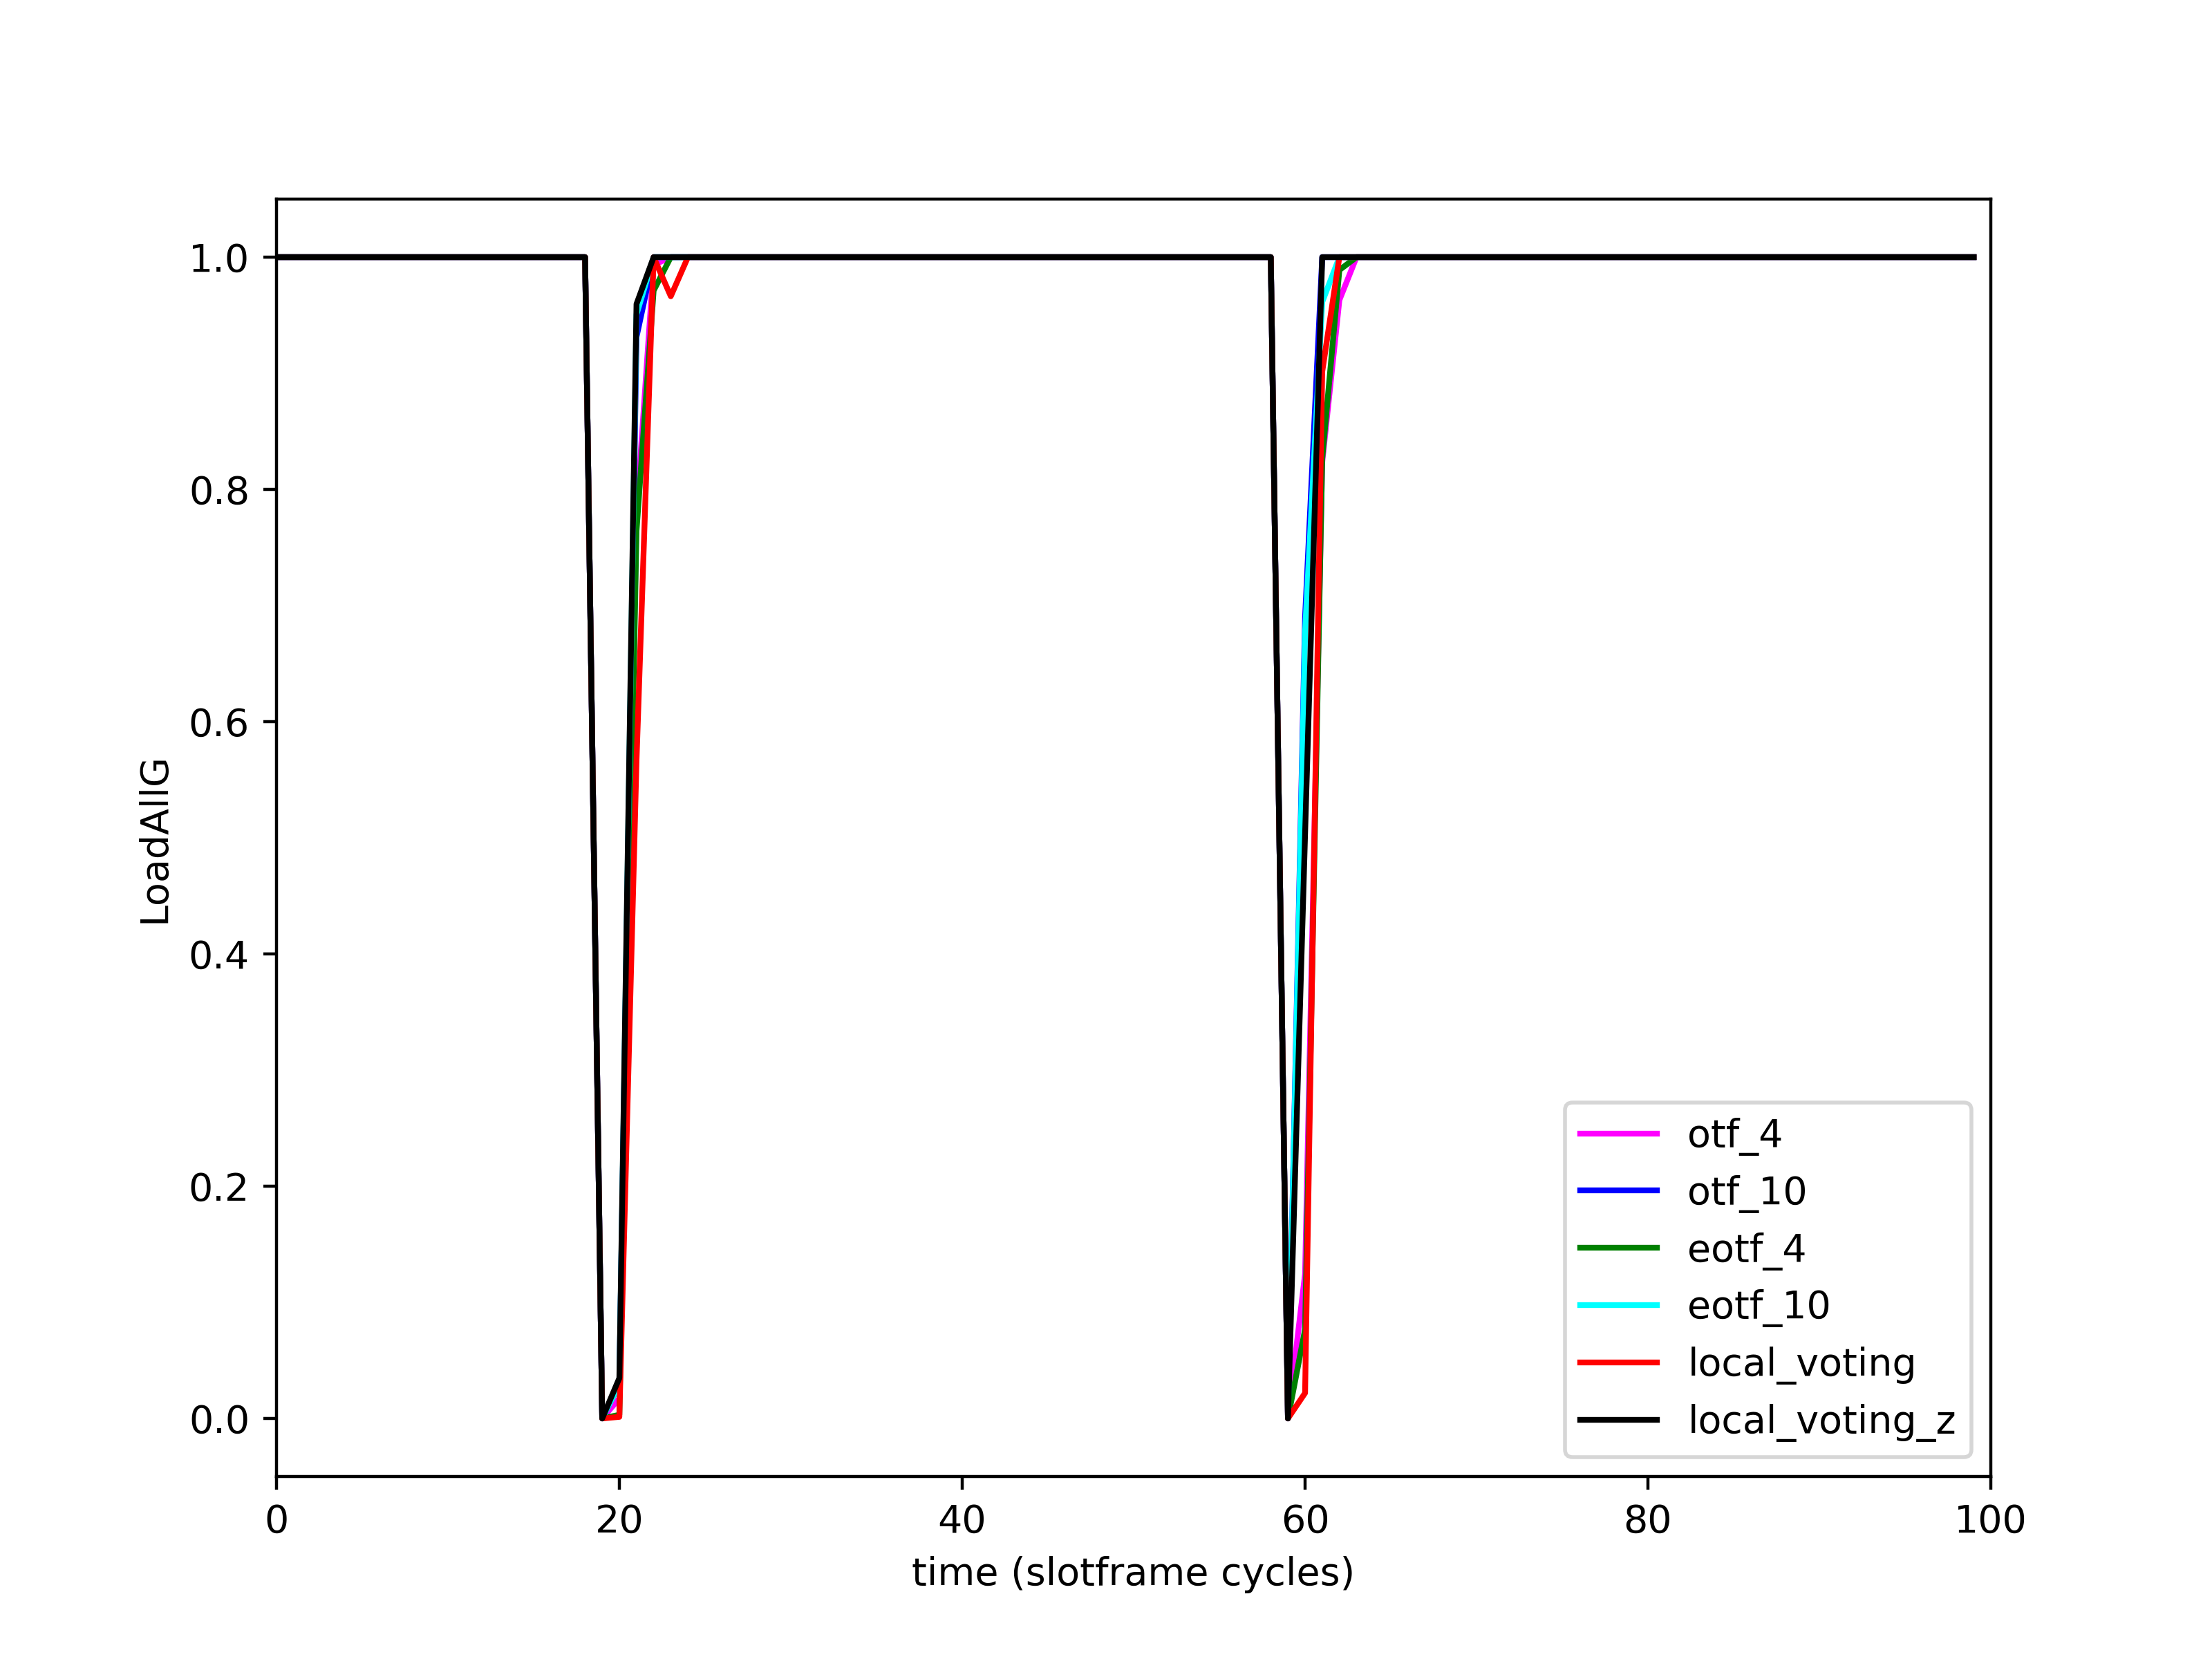 1.0
0.8
0.6
0.4
0.2
0.0
LoadAllG
0 20 40 60 80 100
time (slotframe cycles)
otf_4
otf_10
eotf_4
eotf_10
local_voting
local_voting_z